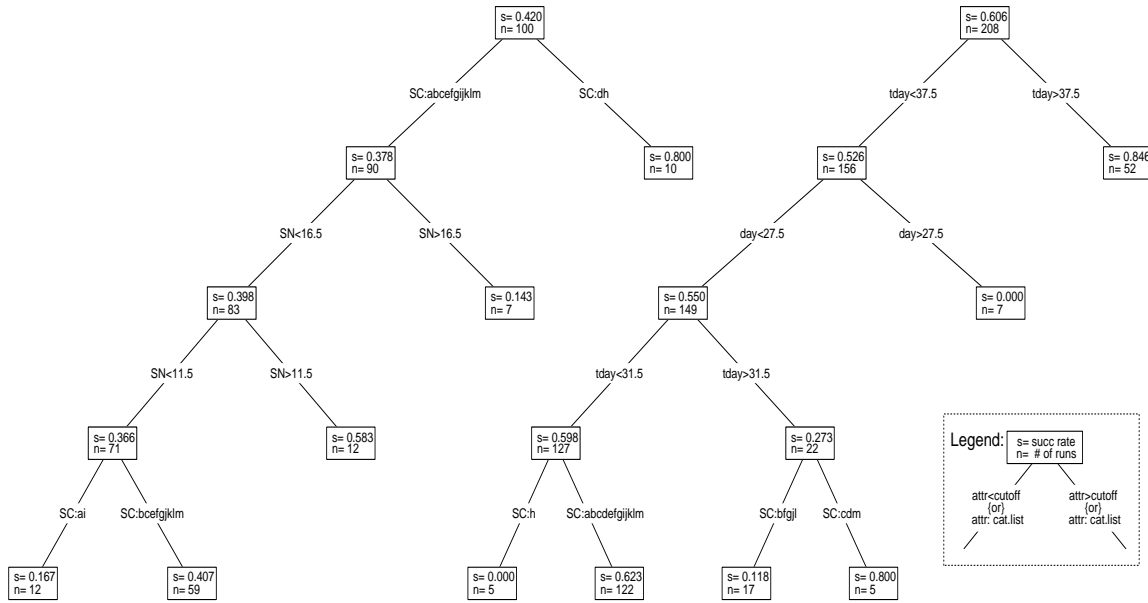 s= 0.420
n= 100
SC:abcefgijklm
SC:dh
s= 0.378
n= 90
s= 0.800
n= 10
SN<16.5
SN>16.5
s= 0.398
n= 83
s= 0.143
n= 7
SN<11.5
SN>11.5
s= 0.366
n= 71
s= 0.583
n= 12
SC:ai
SC:bcefgjklm
s= 0.167
n= 12
s= 0.407
n= 59
s= 0.606
n= 208
tday<37.5
tday>37.5
s= 0.526
n= 156
s= 0.846
n= 52
day<27.5
day>27.5
s= 0.550
n= 149
s= 0.000
n= 7
tday<31.5
tday>31.5
s= 0.598
n= 127
s= 0.273
n= 22
SC:h
SC:abcdefgijklm
SC:bfgjl
SC:cdm
s= 0.000
n= 5
s= 0.623
n= 122
s= 0.118
n= 17
s= 0.800
n= 5
Legend:
s= succ rate
n= # of runs
attr<cutoff
{or}
attr: cat.list
attr>cutoff
{or}
attr: cat.list